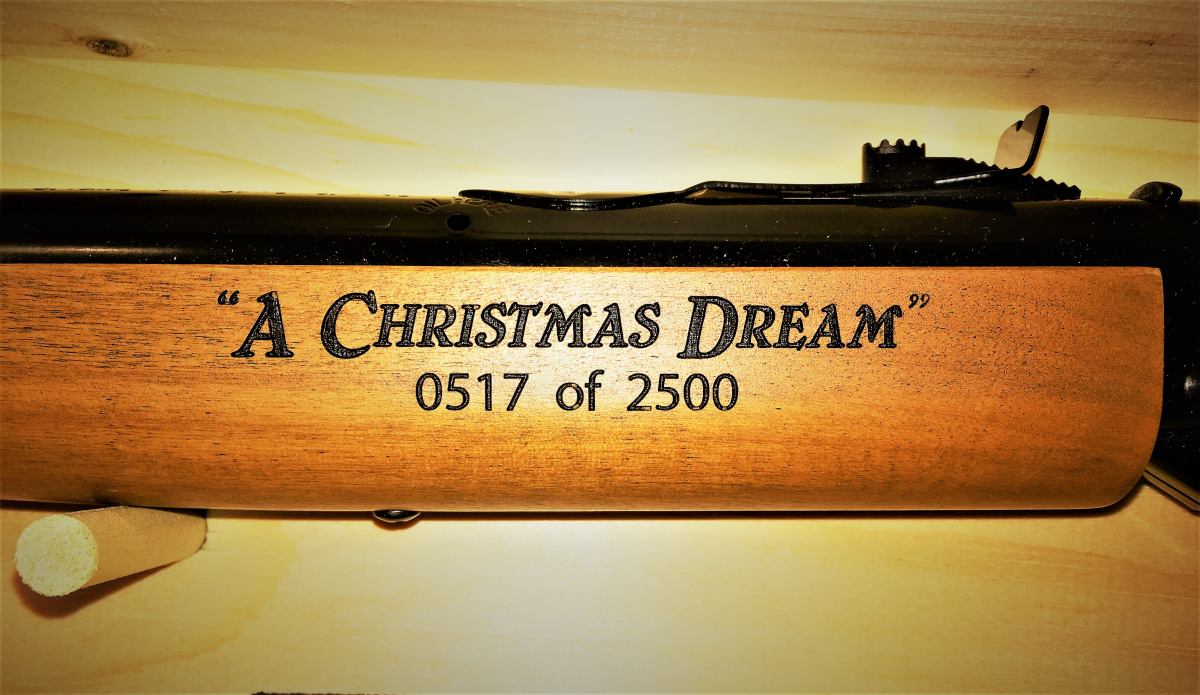 “A Christmas Dream”
0517 of 2500